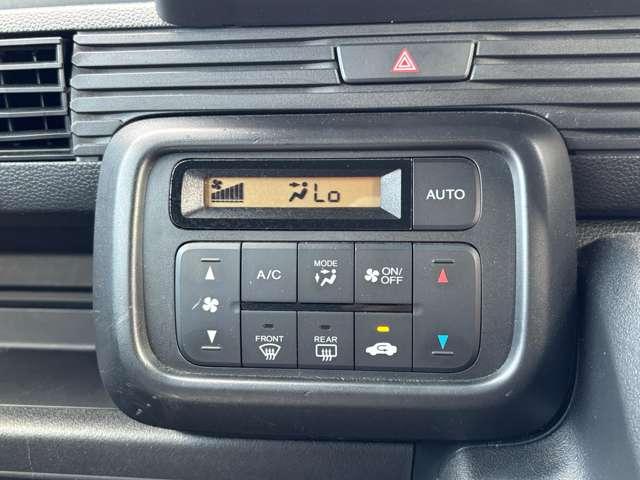 Lo
AUTO
A/C
MODE
ON/
OFF
FRONT
REAR